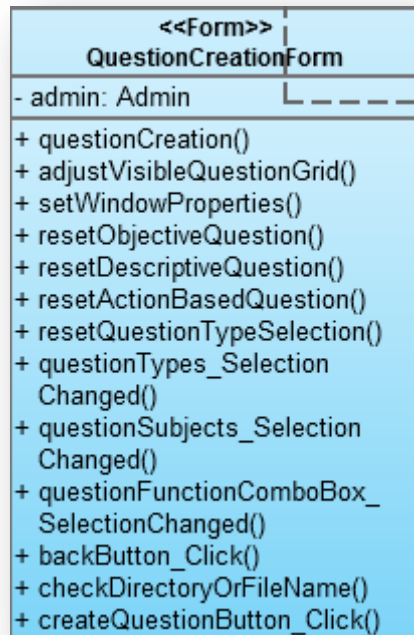 <<Form>>
QuestionCreationForm
- admin: Admin
+ questionCreation()
+ adjustVisibleQuestionGrid()
+ setWindowProperties()
+ resetObjectiveQuestion()
+ resetDescriptiveQuestion()
+ resetActionBasedQuestion()
+ resetQuestionTypeSelection()
+ questionTypes_Selection
Changed()
+ questionSubjects_Selection
Changed()
+ questionFunctionComboBox_
SelectionChanged()
+ backButton_Click()
+ checkDirectoryOrFileName()
+ createQuestionButton_Click()